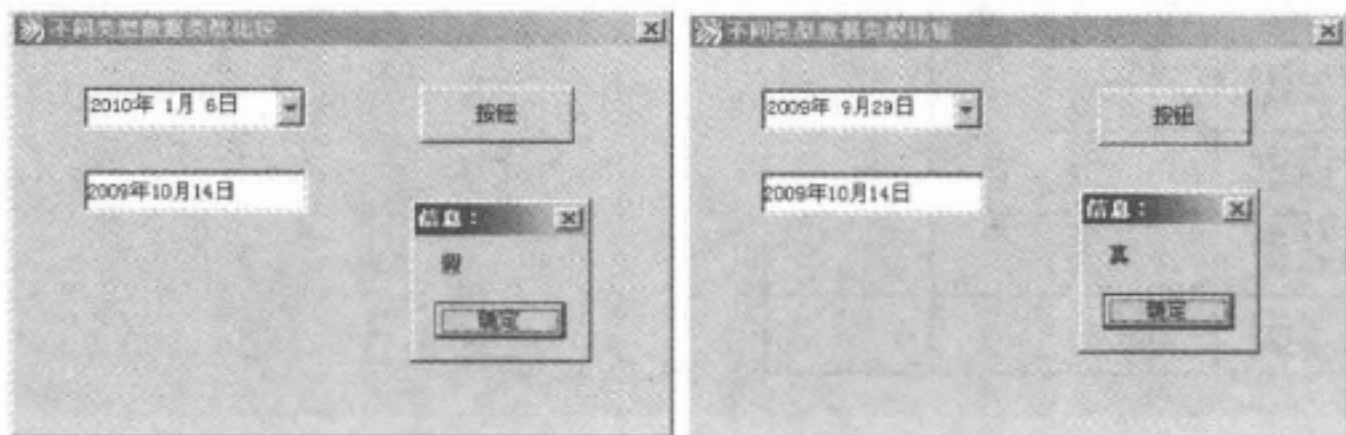 不同类型数据类型比较
2010年 1月 6日
按钮
2009年10月14日
信息：
假
确定
不同类型数据类型比较
2009年 9月29日
按钮
2009年10月14日
信息：
真
确定